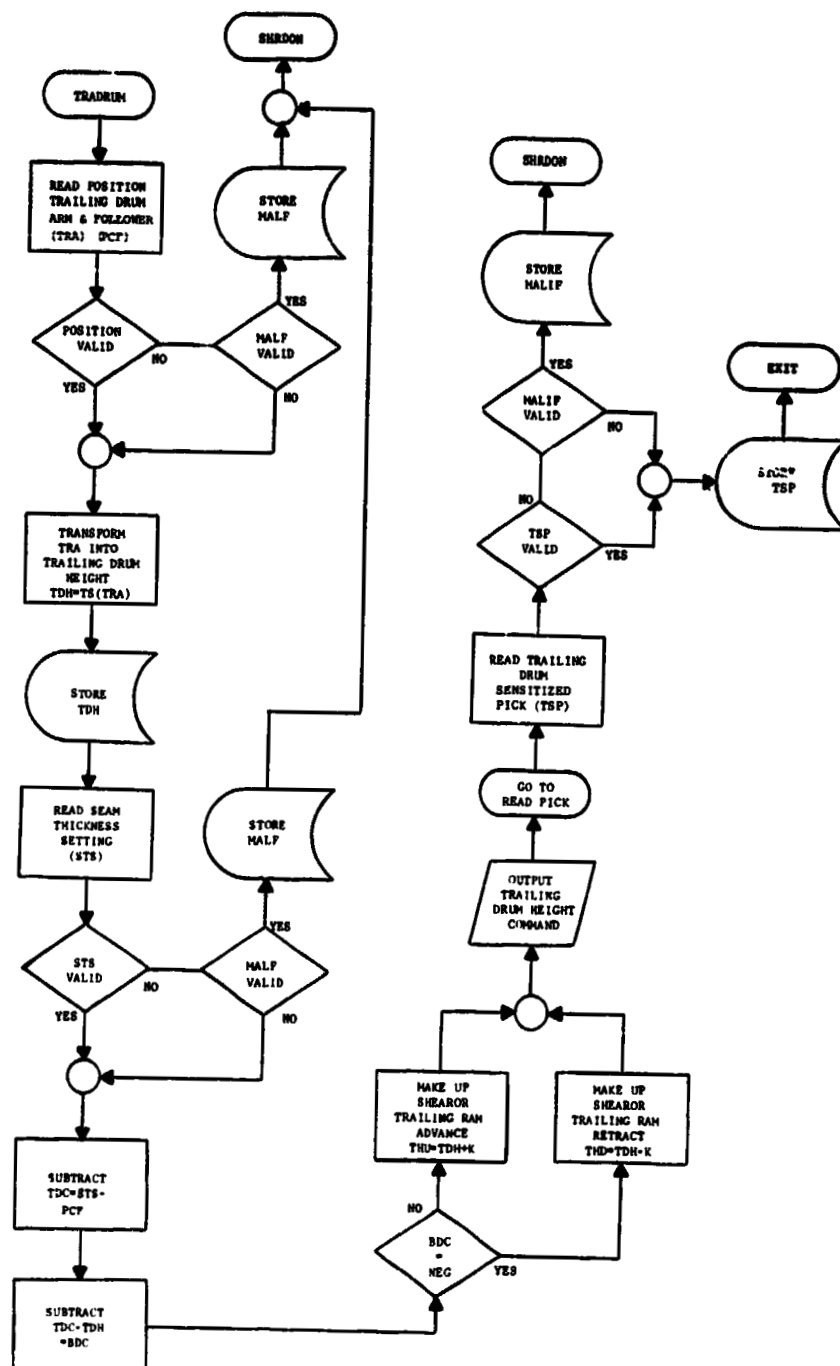 SHRDON
TRADRUM
READ POSITION
TRAILING DRUM
ARM & FOLLOWER
(TRA) (PCF)
STORE
MALF
YES
POSITION
VALID
NO
MALF
VALID
YES
NO
TRANSFORM
TRA INTO
TRAILING DRUM
HEIGHT
TDH=TS(TRA)
STORE
TDH
READ SEAM
THICKNESS
SETTING
(STS)
STORE
MALF
YES
STS
VALID
NO
MALF
VALID
YES
NO
SUBTRACT
TDC=STS-
PCF
SUBTRACT
TDC-TDH
=BDC
BDC
=
NEG
NO
YES
MAKE UP
SHEAROR
TRAILING RAM
ADVANCE
THU=TDH+K
MAKE UP
SHEAROR
TRAILING RAM
RETRACT
THD=TDH-K
OUTPUT
TRAILING
DRUM HEIGHT
COMMAND
GO TO
READ PICK
READ TRAILING
DRUM
SENSITIZED
PICK (TSP)
TSP
VALID
NO
YES
MALIF
VALID
YES
NO
STORE
MALIF
SHRDON
TSP
EXIT